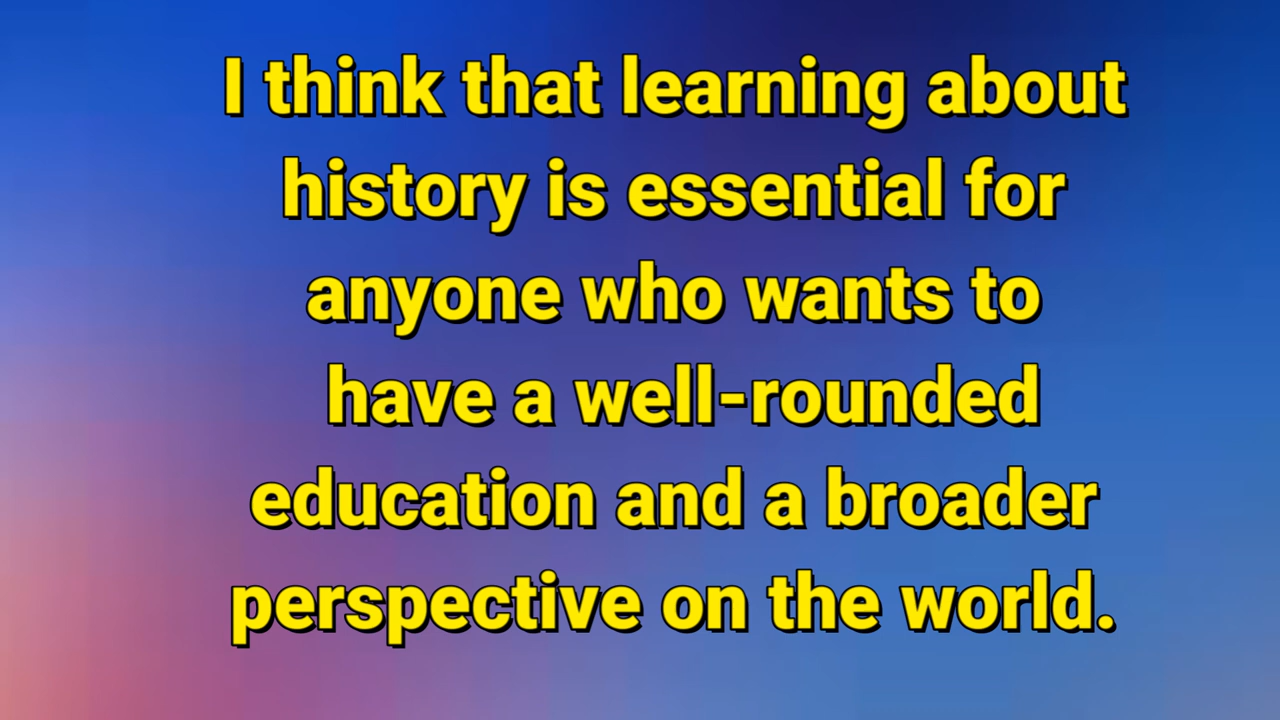 I think that learning about
history is essential for
anyone who wants to
have a well-rounded
education and a broader
perspective on the world.